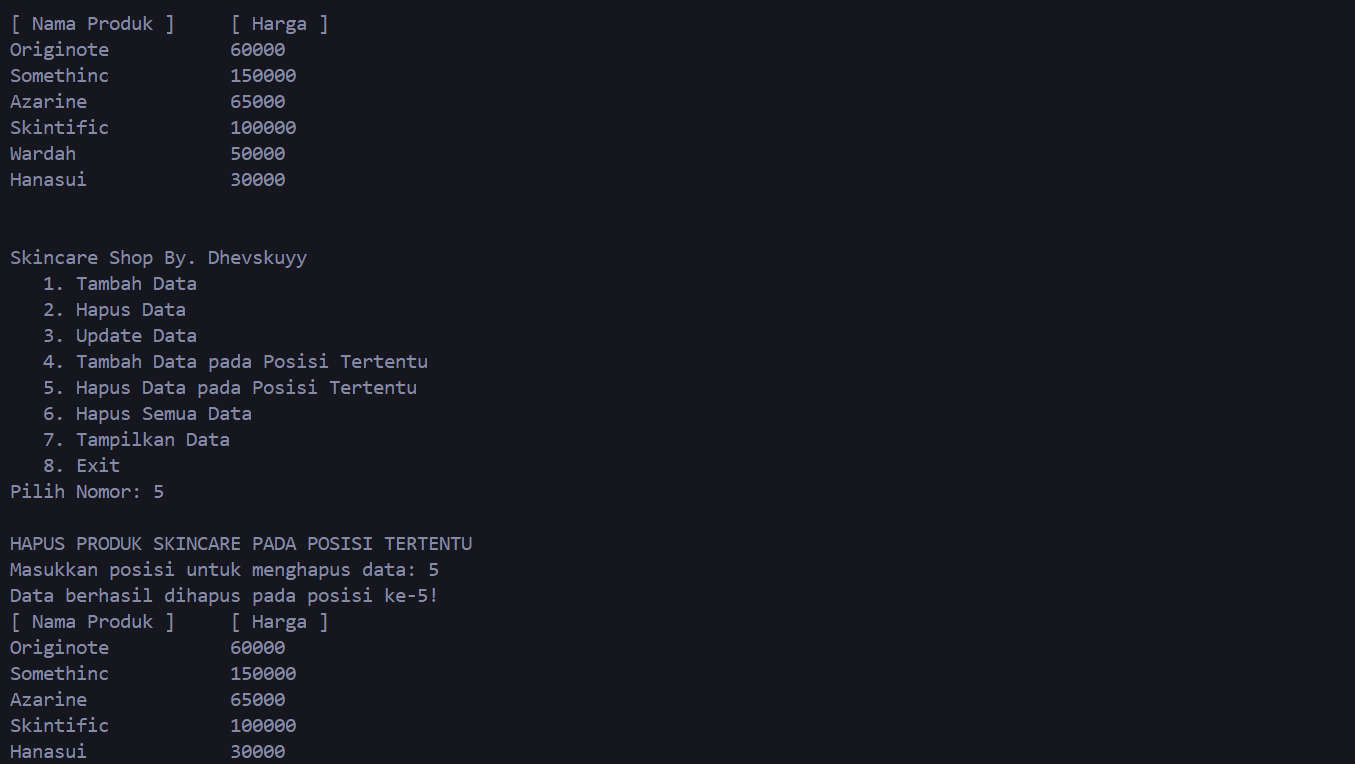 [ Nama Produk ]     [ Harga ]
Originote           60000
Somethinc           150000
Azarine             65000
Skintific           100000
Wardah              50000
Hanasui             30000
Skincare Shop By. Dhevskuyy
   1. Tambah Data
   2. Hapus Data
   3. Update Data
   4. Tambah Data pada Posisi Tertentu
   5. Hapus Data pada Posisi Tertentu
   6. Hapus Semua Data
   7. Tampilkan Data
   8. Exit
Pilih Nomor: 5
HAPUS PRODUK SKINCARE PADA POSISI TERTENTU
Masukkan posisi untuk menghapus data: 5
Data berhasil dihapus pada posisi ke-5!
[ Nama Produk ]     [ Harga ]
Originote           60000
Somethinc           150000
Azarine             65000
Skintific           100000
Hanasui             30000